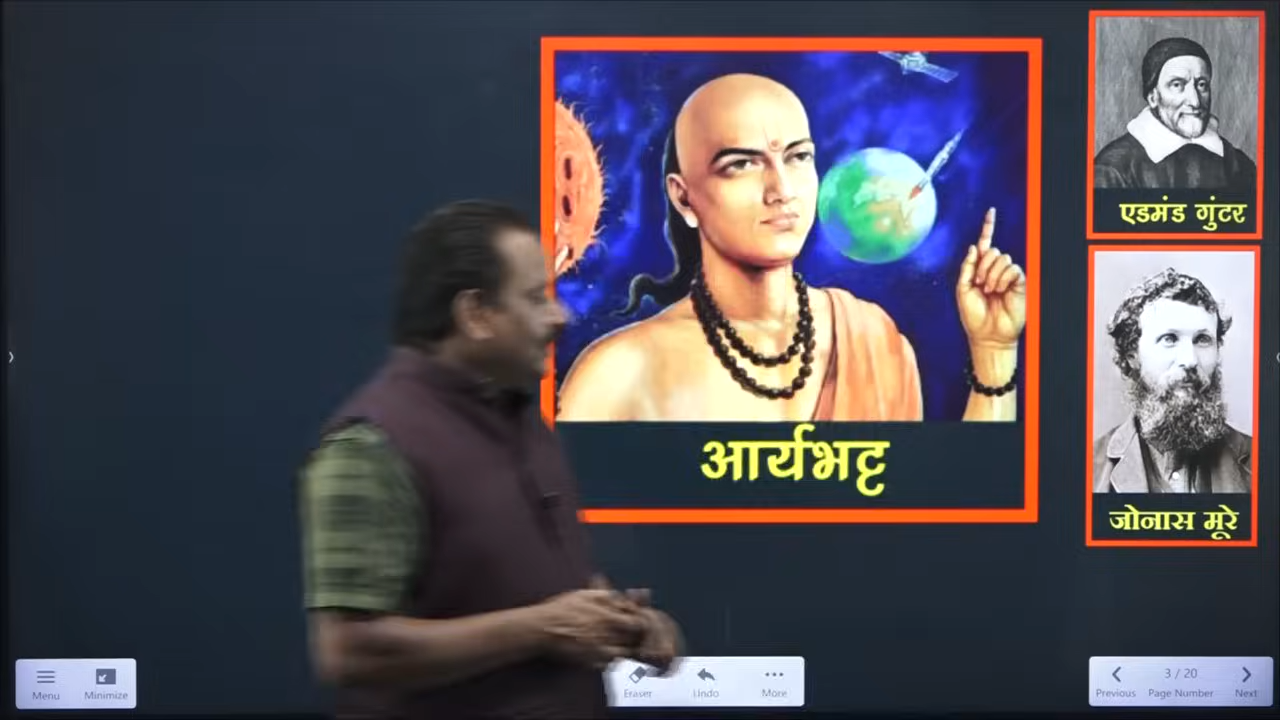 एडमंड गुंटर
आर्यभट्ट
जोनास मूरे
Menu
Minimize
Eraser
Undo
More
3 / 20
Previous
Page Number
Next